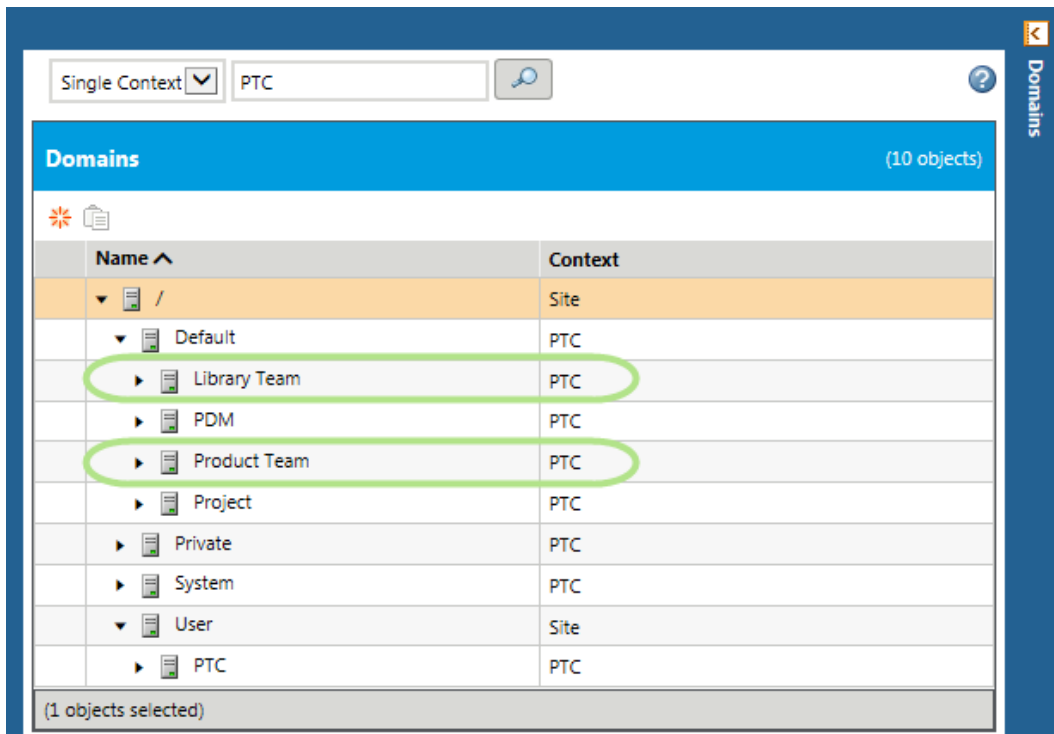 Single Context PTC
Domains
Domains (10 objects)
Name Context
/ Site
Default PTC
Library Team PTC
PDM PTC
Product Team PTC
Project PTC
Private PTC
System PTC
User Site
PTC PTC
(1 objects selected)